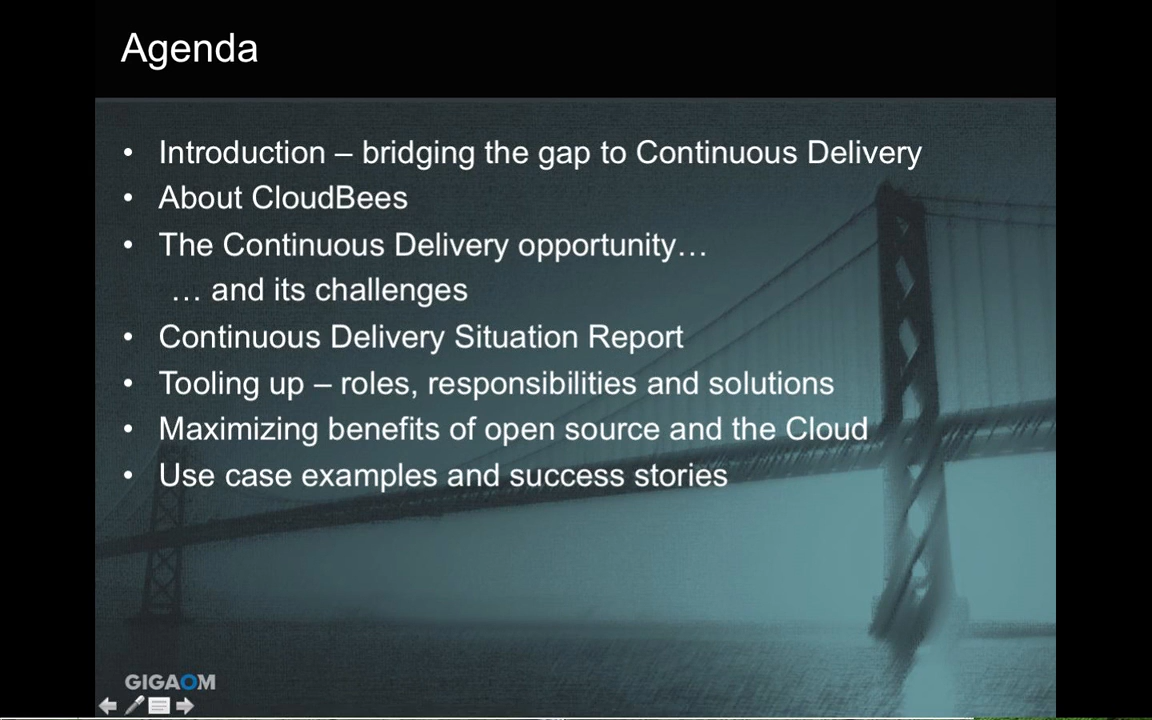 Agenda
• Introduction – bridging the gap to Continuous Delivery
• About CloudBees
• The Continuous Delivery opportunity…
… and its challenges
• Continuous Delivery Situation Report
• Tooling up – roles, responsibilities and solutions
• Maximizing benefits of open source and the Cloud
• Use case examples and success stories
GIGAOM